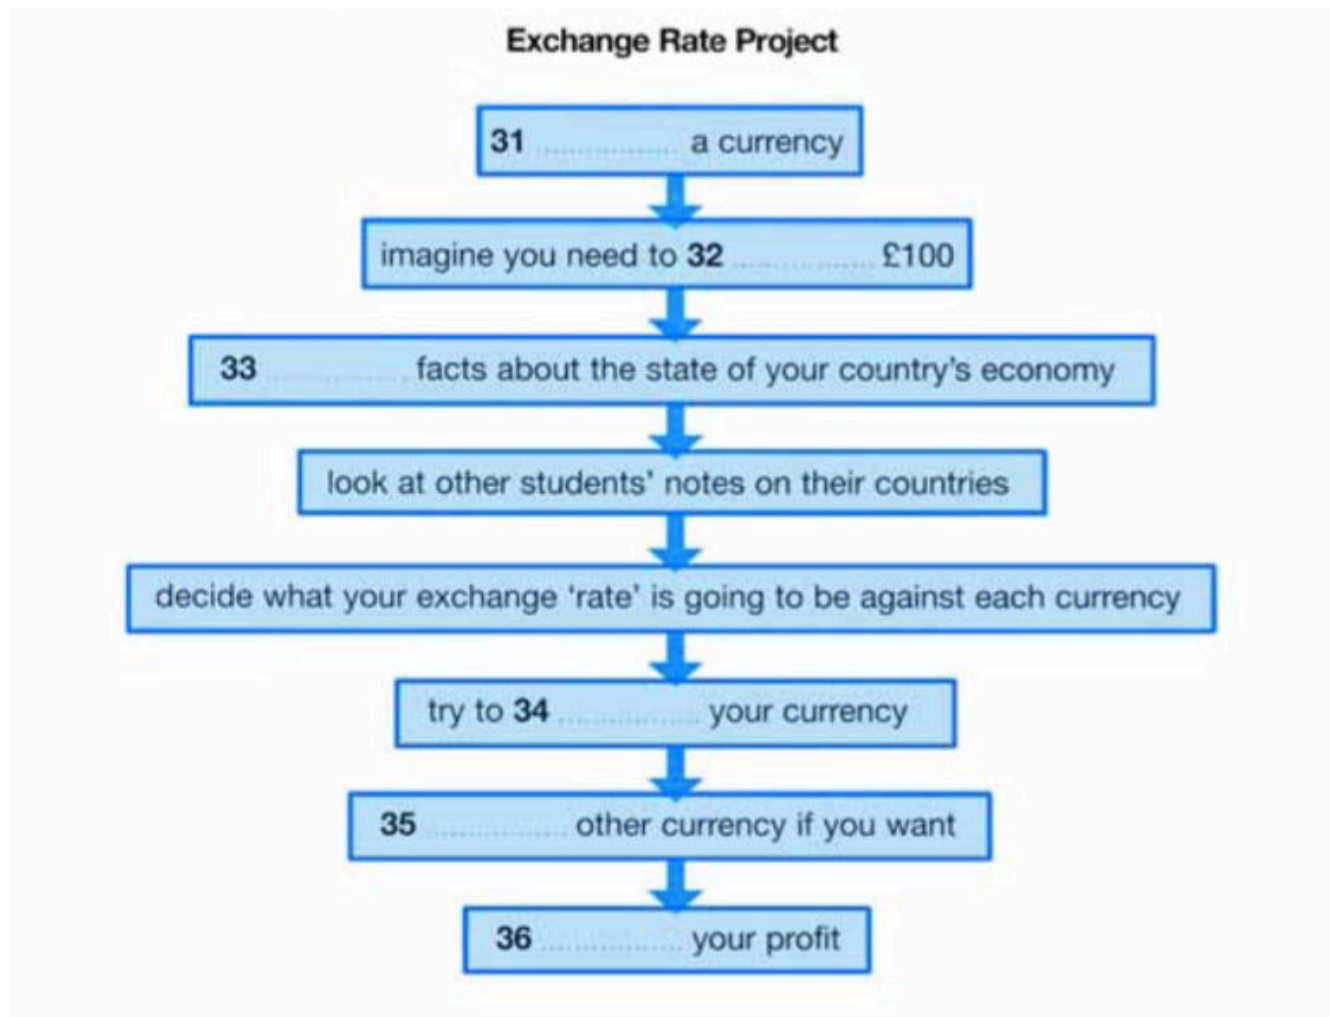 Exchange Rate Project
31 .................... a currency
imagine you need to 32 .................... £100
33 .................... facts about the state of your country's economy
look at other students' notes on their countries
decide what your exchange 'rate' is going to be against each currency
try to 34 .................... your currency
35 .................... other currency if you want
36 .................... your profit